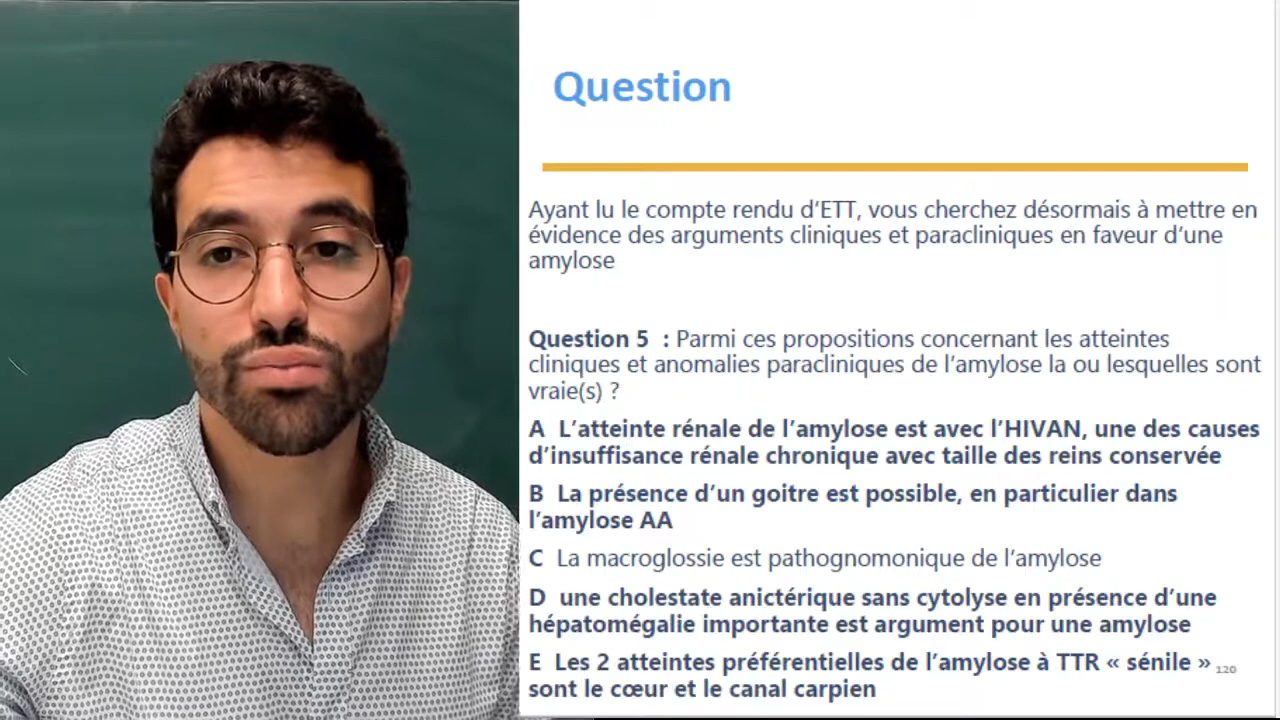 Question
Ayant lu le compte rendu d’ETT, vous cherchez désormais à mettre en
évidence des arguments cliniques et paracliniques en faveur d’une
amylose
Question 5 : Parmi ces propositions concernant les atteintes
cliniques et anomalies paracliniques de l’amylose la ou lesquelles sont
vraie(s) ?
A L’atteinte rénale de l’amylose est avec l’HIVAN, une des causes
d’insuffisance rénale chronique avec taille des reins conservée
B La présence d’un goitre est possible, en particulier dans
l’amylose AA
C La macroglossie est pathognomonique de l’amylose
D une cholestate anictérique sans cytolyse en présence d’une
hépatomégalie importante est argument pour une amylose
E Les 2 atteintes préférentielles de l’amylose à TTR « sénile »
sont le cœur et le canal carpien
120